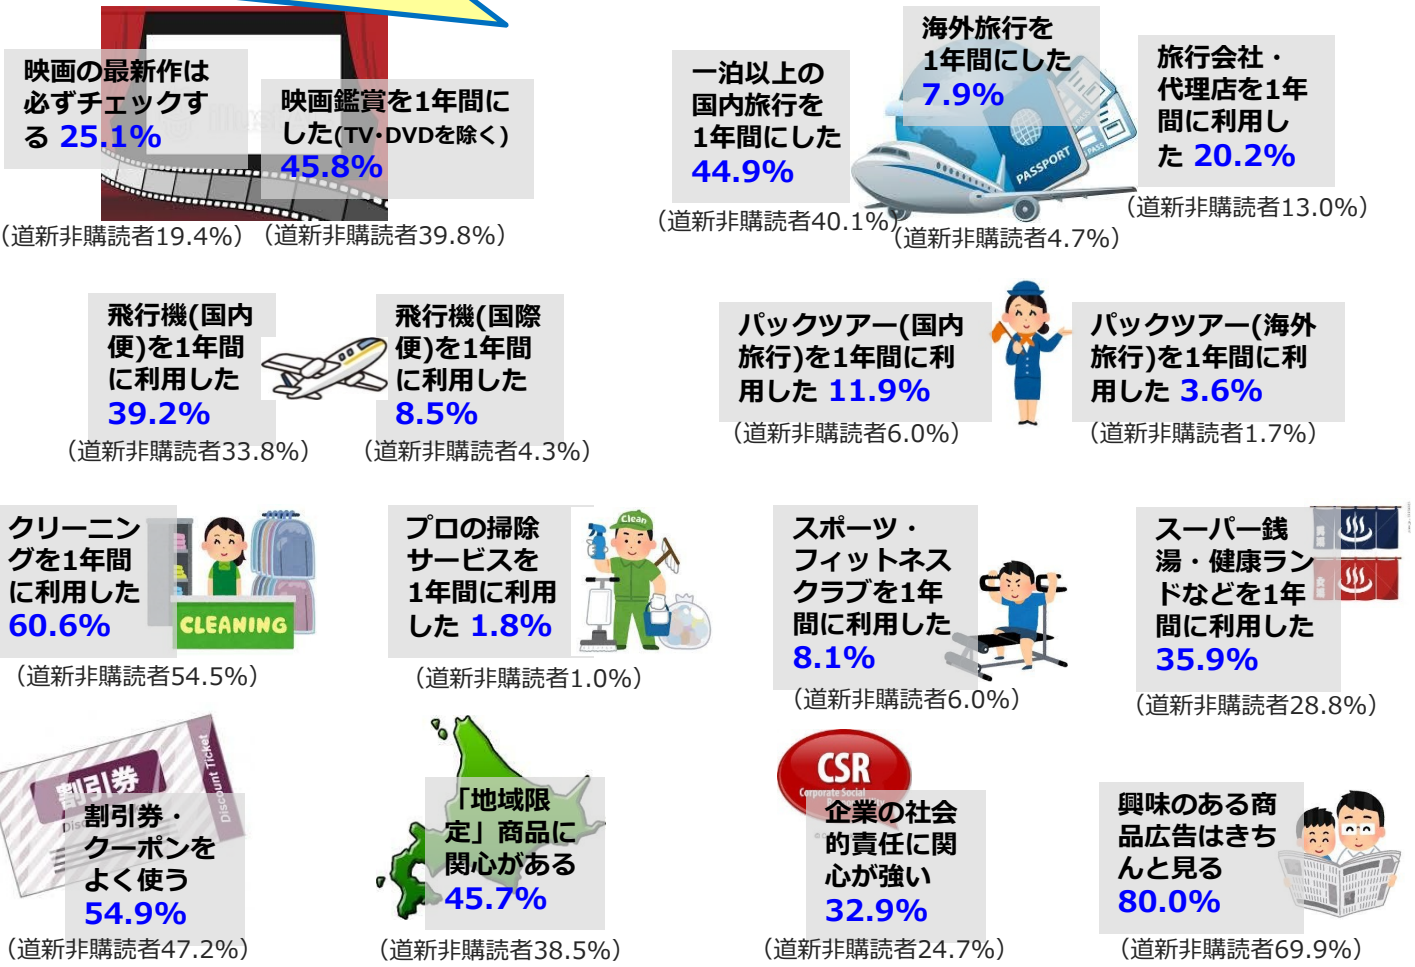 映画の最新作は
必ずチェックす
る 25.1%
映画鑑賞を1年間に
した(TV・DVDを除く)
45.8%
(道新非購読者19.4%)
(道新非購読者39.8%)
一泊以上の
国内旅行を
1年間にした
44.9%
海外旅行を
1年間にした
7.9%
旅行会社・
代理店を1年
間に利用し
た 20.2%
PASSPORT
PASS
(道新非購読者40.1%)
(道新非購読者4.7%)
(道新非購読者13.0%)
飛行機(国内
便)を1年間
に利用した
39.2%
飛行機(国際
便)を1年間
に利用した
8.5%
(道新非購読者33.8%)
(道新非購読者4.3%)
パックツアー(国内
旅行)を1年間に利
用した 11.9%
パックツアー(海外
旅行)を1年間に利
用した 3.6%
(道新非購読者6.0%)
(道新非購読者1.7%)
クリーニン
グを1年間
に利用した
60.6%
CLEANING
(道新非購読者54.5%)
プロの掃除
サービスを
1年間に利用
した 1.8%
Clean
(道新非購読者1.0%)
スポーツ・
フィットネス
クラブを1年
間に利用した
8.1%
(道新非購読者6.0%)
スーパー銭
湯・健康ラン
ドなどを1年
間に利用した
35.9%
(道新非購読者28.8%)
割引券
Discount Ticket
割引券・
クーポンを
よく使う
54.9%
(道新非購読者47.2%)
「地域限
定」商品に
関心がある
45.7%
(道新非購読者38.5%)
CSR
Corporate Social
企業の社会
的責任に関
心が強い
32.9%
(道新非購読者24.7%)
興味のある商
品広告はきち
んと見る
80.0%
(道新非購読者69.9%)